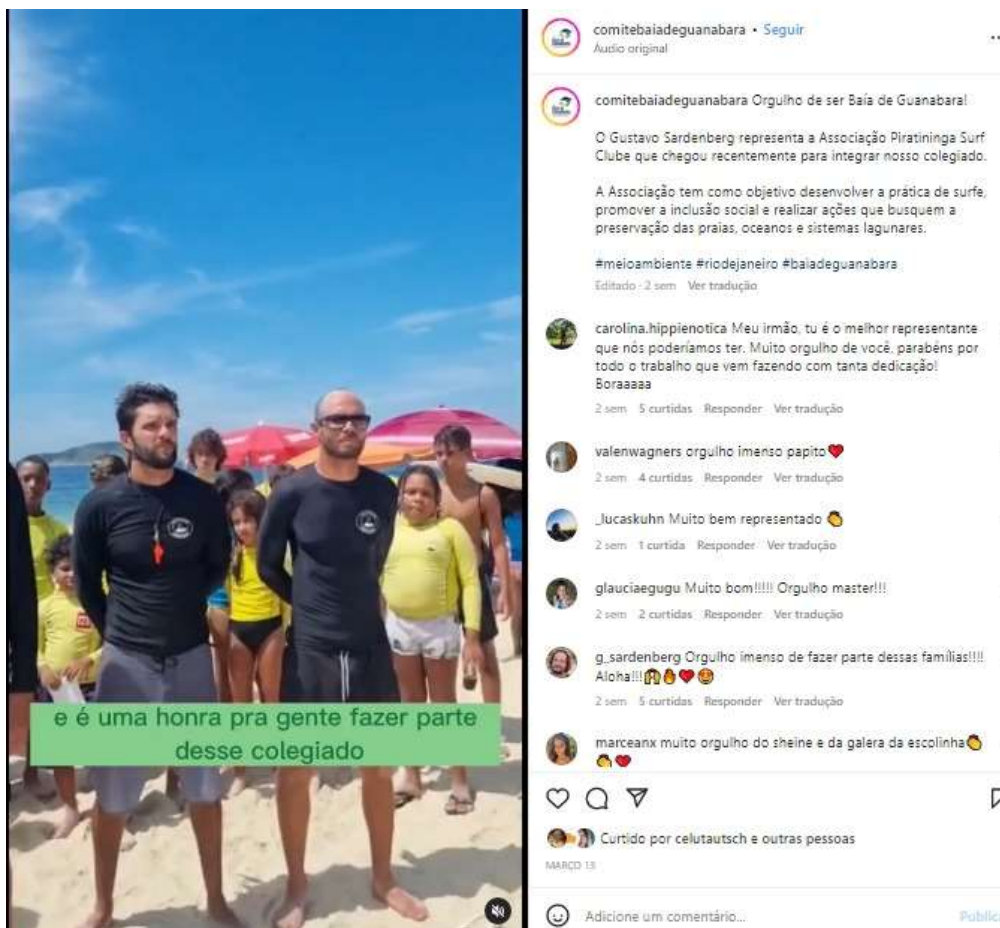 e é uma honra pra gente fazer parte
desse colegiado
comitebaiadeguanabara • Seguir
Áudio original
comitebaiadeguanabara Orgulho de ser Baía de Guanabara!
O Gustavo Sardenberg representa a Associação Piratininga Surf
Clube que chegou recentemente para integrar nosso colegiado.
A Associação tem como objetivo desenvolver a prática de surfe,
promover a inclusão social e realizar ações que busquem a
preservação das praias, oceanos e sistemas lagunares.
#meioambiente #riodejaneiro #baiadeguanabara
Editado · 2 sem Ver tradução
carolina.hippienotica Meu irmão, tu é o melhor representante
que nós poderíamos ter. Muito orgulho de você, parabéns por
todo o trabalho que vem fazendo com tanta dedicação!
Boraaaaa
2 sem 5 curtidas Responder Ver tradução
valenwagners orgulho imenso papito❤️
2 sem 4 curtidas Responder Ver tradução
_lucaskuhn Muito bem representado 👏
2 sem 1 curtida Responder Ver tradução
glauciaegugu Muito bom!!!!! Orgulho master!!!
2 sem 2 curtidas Responder Ver tradução
g_sardenberg Orgulho imenso de fazer parte dessas famílias!!!!
Aloha!!!
2 sem 5 curtidas Responder Ver tradução
marceanx muito orgulho do sheine e da galera da escolinha👏
👏❤️
Curtido por celutautsch e outras pessoas
MARÇO 13
Adicione um comentário...
Public